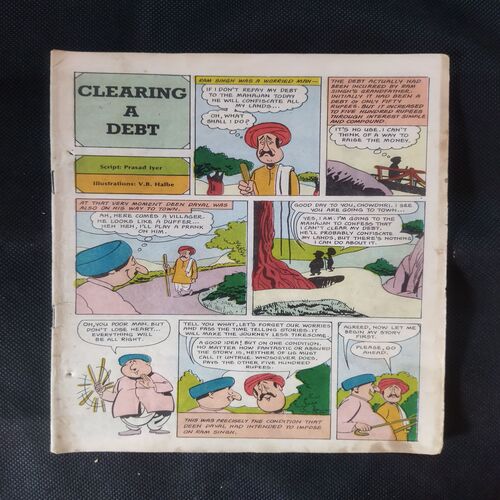 CLEARING
A
DEBT
Script: Prasad Iyer
Illustrations: V.B. Halbe
RAM SINGH WAS A WORRIED MAN—
IF I DON'T REPAY MY DEBT
TO THE MAHAJAN TODAY
HE WILL CONFISCATE ALL
MY LANDS...
OH, WHAT
SHALL I DO?
THE DEBT ACTUALLY HAD
BEEN INCURRED BY RAM
SINGH'S GRANDFATHER.
INITIALLY IT HAD BEEN A
DEBT OF ONLY FIFTY
RUPEES. BUT IT INCREASED
TO FIVE HUNDRED RUPEES
THROUGH INTEREST SIMPLE
AND COMPOUND.
IT'S NO USE. I CAN'T
THINK OF A WAY TO
RAISE THE MONEY.
AT THAT VERY MOMENT DEEN DAYAL WAS
ALSO ON HIS WAY TO TOWN.
AH, HERE COMES A VILLAGER.
HE LOOKS LIKE A DUFFER...
HEH HEH, I'LL PLAY A PRANK
ON HIM.
GOOD DAY TO YOU, CHOWDHRI. I SEE
YOU ARE GOING TO TOWN...
YES, I AM. I'M GOING TO THE
MAHAJAN TO CONFESS THAT
I CAN'T CLEAR MY DEBT.
HE'LL PROBABLY CONFISCATE
MY LANDS, BUT THERE'S NOTHING
I CAN DO ABOUT IT.
OH, YOU POOR MAN. BUT
DON'T LOSE HEART...
EVERYTHING WILL
BE ALL RIGHT.
TELL YOU WHAT, LET'S FORGET OUR WORRIES
AND PASS THE TIME TELLING STORIES. IT
WILL MAKE THE JOURNEY LESS TIRESOME.
A GOOD IDEA! BUT ON ONE CONDITION.
NO MATTER HOW FANTASTIC OR ABSURD
THE STORY IS, NEITHER OF US MUST
CALL IT UNTRUE. WHOSOEVER DOES,
PAYS THE OTHER FIVE HUNDRED
RUPEES.
THIS WAS PRECISELY THE CONDITION THAT
DEEN DAYAL HAD INTENDED TO IMPOSE
ON RAM SINGH.
AGREED, NOW LET ME
BEGIN MY STORY
FIRST.
PLEASE, GO
AHEAD.